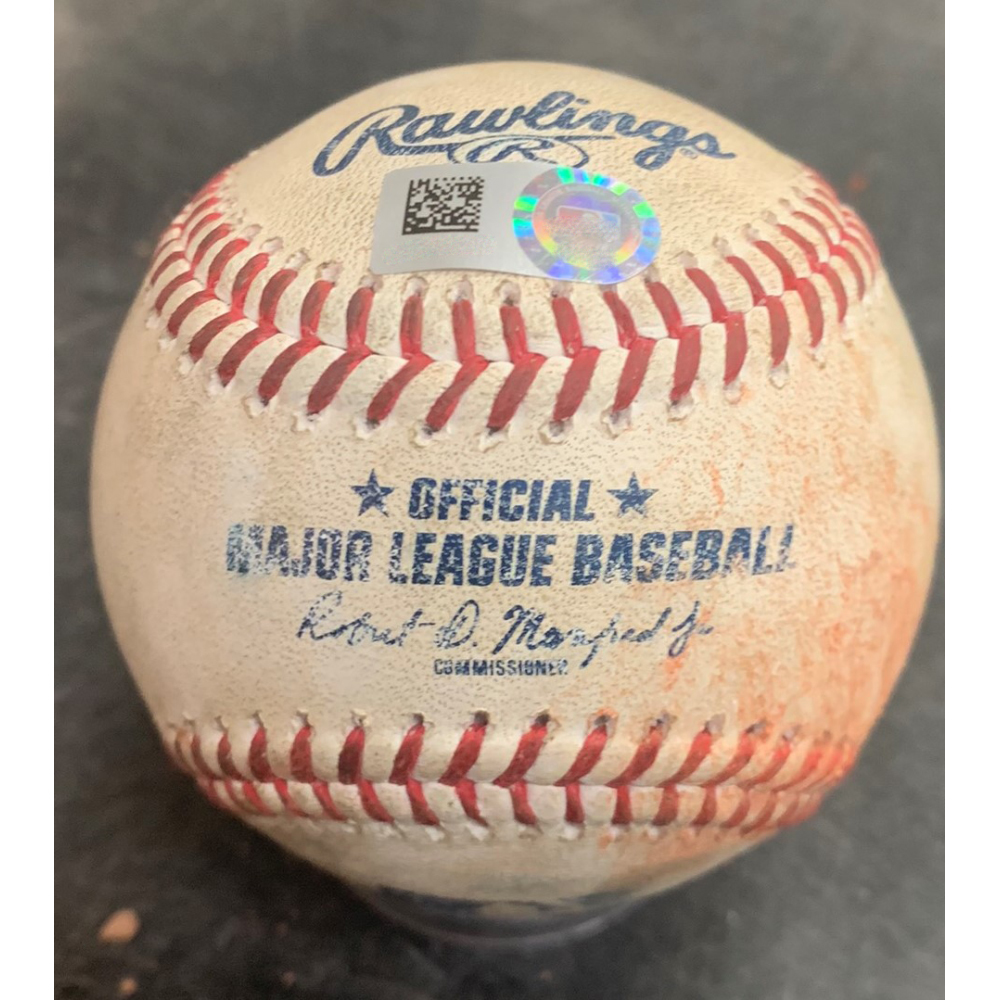 Rawlings
R
★ OFFICIAL ★
MAJOR LEAGUE BASEBALL
Robert D. Manfred Jr.
COMMISSIONER